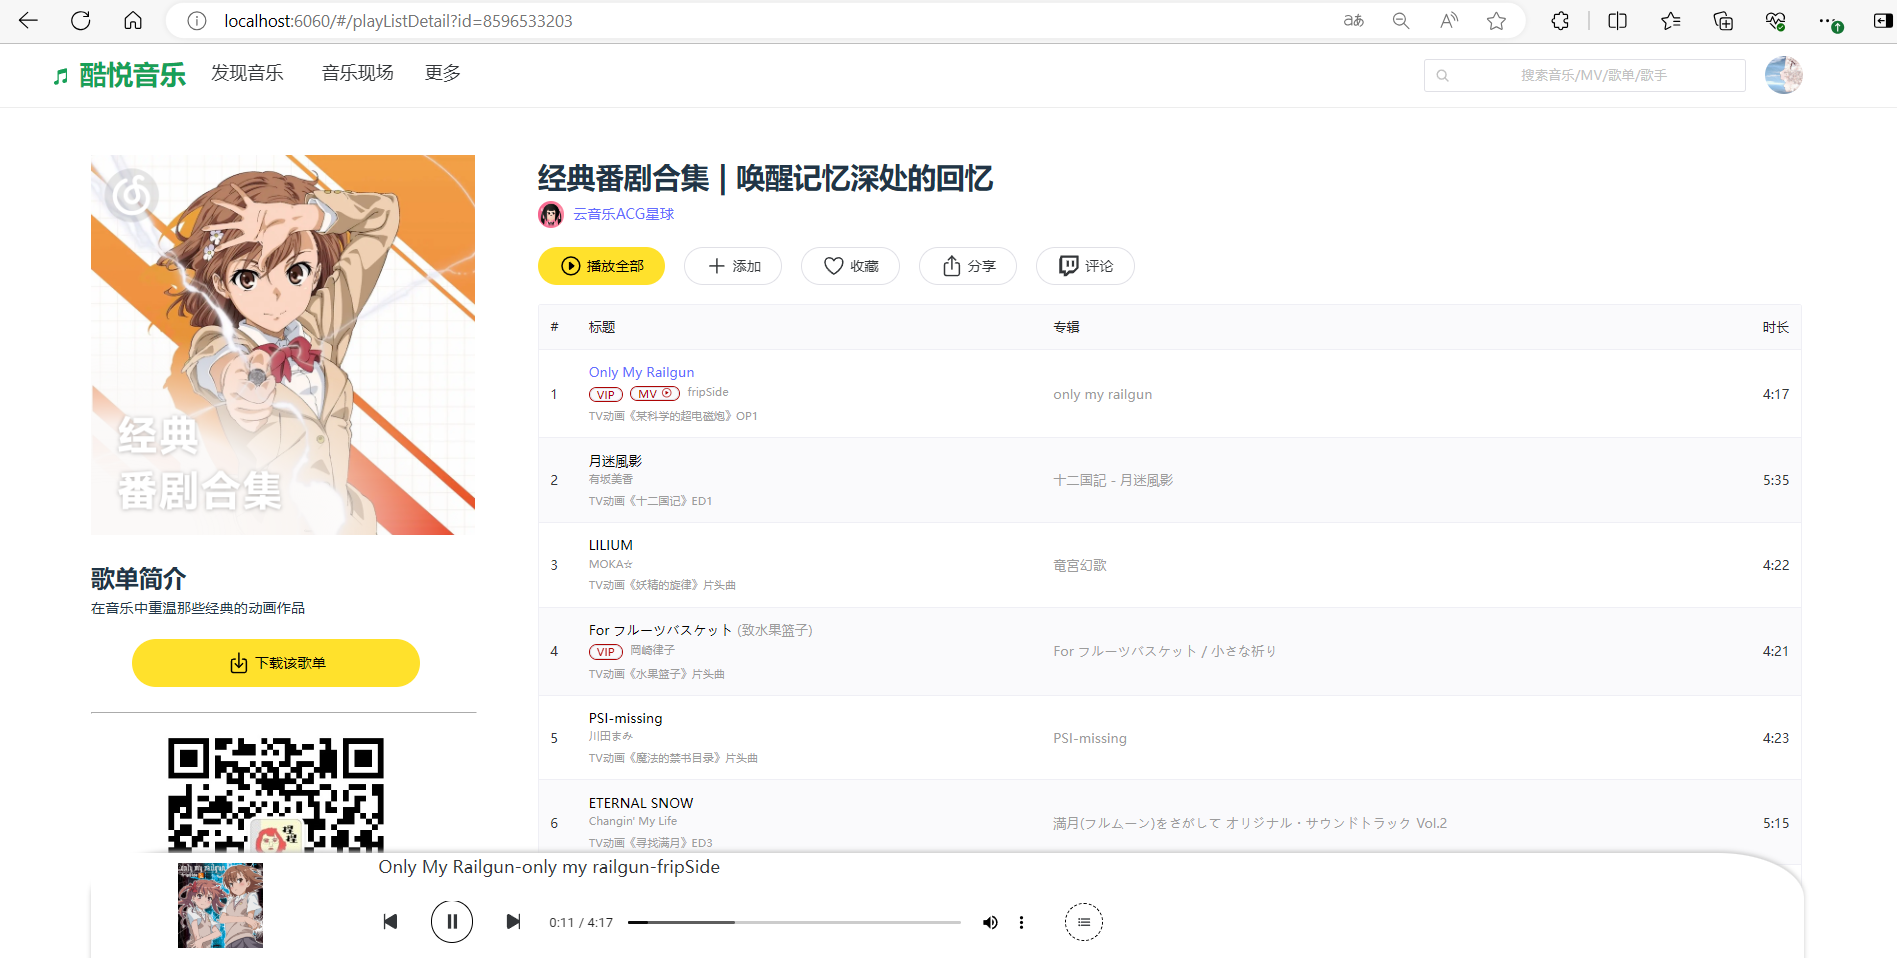 localhost:6060/#/playListDetail?id=8596533203
酷悦音乐 发现音乐 音乐现场 更多 搜索音乐/MV/歌单/歌手
经典
番剧合集
歌单简介
在音乐中重温那些经典的动画作品
下载该歌单
经典番剧合集 | 唤醒记忆深处的回忆
云音乐ACG星球
播放全部 添加 收藏 分享 评论
# 标题 专辑 时长
Only My Railgun
1 VIP MV fripSide only my railgun 4:17
TV动画《某科学的超电磁炮》OP1
月迷風影
有坂美香
2 十二国記 - 月迷風影 5:35
TV动画《十二国记》ED1
LILIUM
MOKA☆
3 竜宮幻歌 4:22
TV动画《妖精的旋律》片头曲
For フルーツバスケット (致水果篮子)
4 VIP 岡崎律子 For フルーツバスケット / 小さな祈り 4:21
TV动画《水果篮子》片头曲
PSI-missing
川田まみ
5 PSI-missing 4:23
TV动画《魔法的禁书目录》片头曲
ETERNAL SNOW
Changin' My Life
6 満月(フルムーン)をさがして オリジナル・サウンドトラック Vol.2 5:15
TV动画《寻找满月》ED3
Only My Railgun-only my railgun-fripSide
0:11 / 4:17